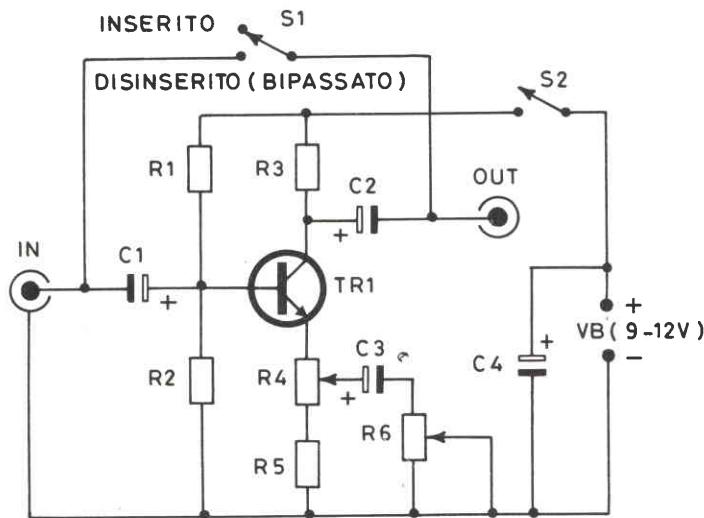 INSERITO
S1
DISINSERITO (BIPASSATO)
S2
R1
R3
C2
OUT
IN
C1
+
+
TR1
+
VB (9-12V)
-
+
C4
R2
R4
C3
+
R6
R5